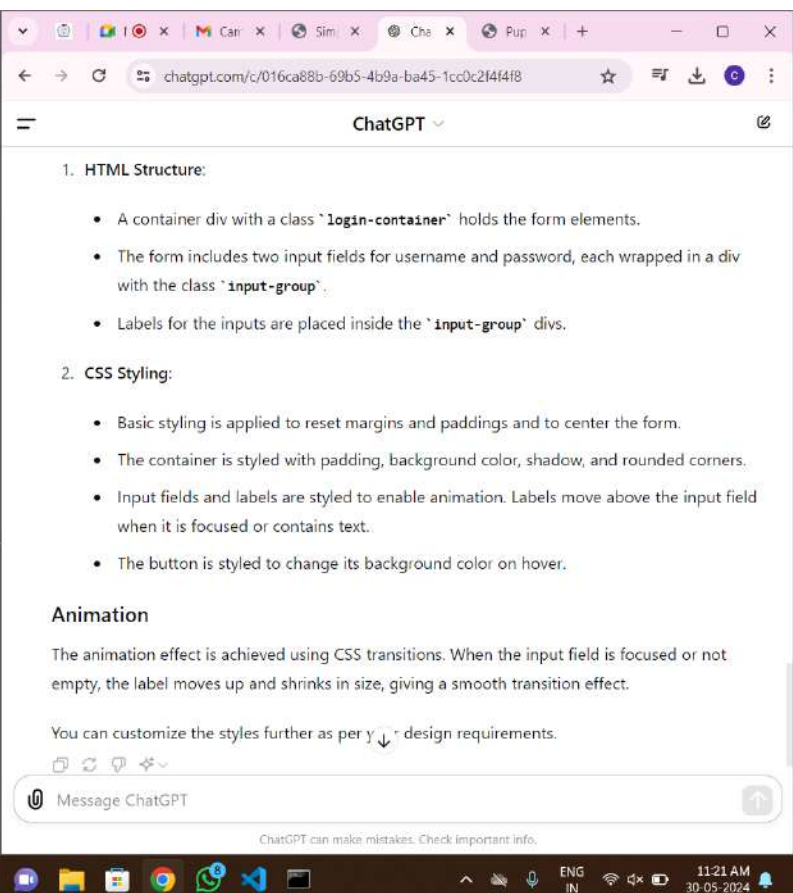 Can
Sim
Cha
Pup
chatgpt.com/c/016ca88b-69b5-4b9a-ba45-1cc0c2f4f4f8
C
ChatGPT
1. HTML Structure:
• A container div with a class `login-container` holds the form elements.
• The form includes two input fields for username and password, each wrapped in a div
with the class `input-group`.
• Labels for the inputs are placed inside the `input-group` divs.
2. CSS Styling:
• Basic styling is applied to reset margins and paddings and to center the form.
• The container is styled with padding, background color, shadow, and rounded corners.
• Input fields and labels are styled to enable animation. Labels move above the input field
when it is focused or contains text.
• The button is styled to change its background color on hover.
Animation
The animation effect is achieved using CSS transitions. When the input field is focused or not
empty, the label moves up and shrinks in size, giving a smooth transition effect.
You can customize the styles further as per design requirements.
Message ChatGPT
ChatGPT can make mistakes. Check important info.
8
ENG 11:21 AM
IN 30-05-2024